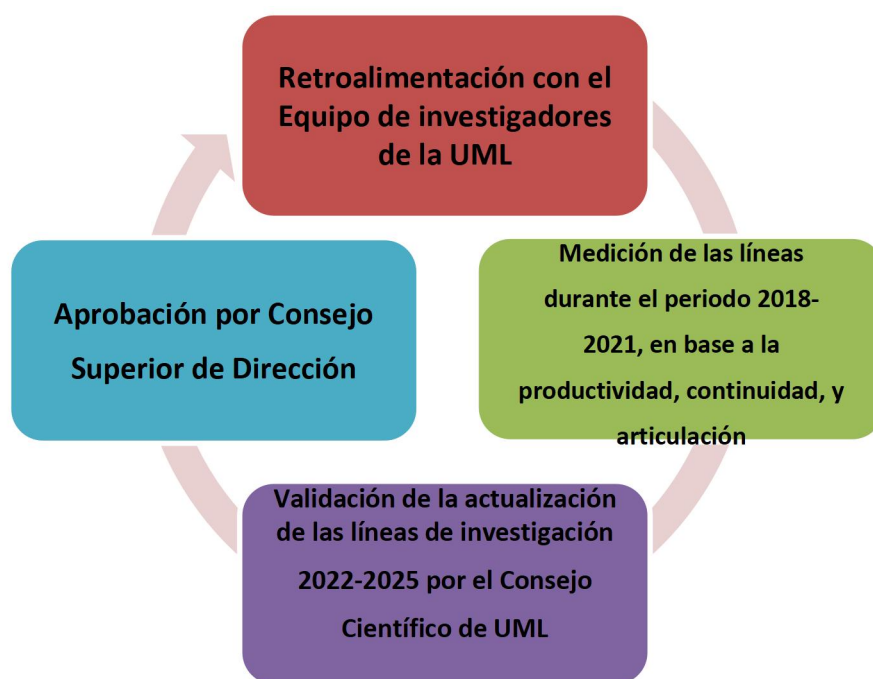 Retroalimentación con el
Equipo de investigadores
de la UML
Medición de las líneas
durante el periodo 2018-
2021, en base a la
productividad, continuidad, y
articulación
Validación de la actualización
de las líneas de investigación
2022-2025 por el Consejo
Científico de UML
Aprobación por Consejo
Superior de Dirección